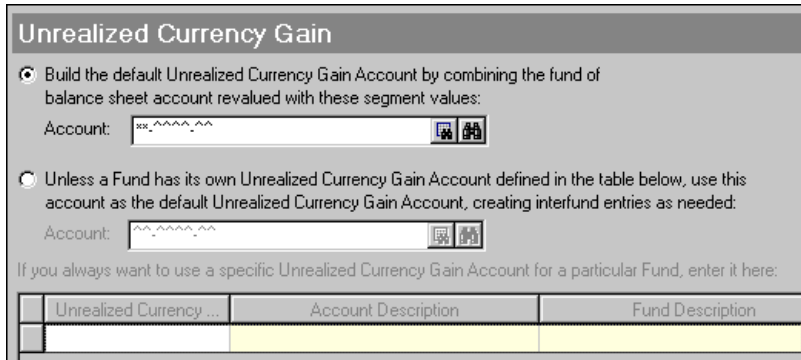 Unrealized Currency Gain
Build the default Unrealized Currency Gain Account by combining the fund of
balance sheet account revalued with these segment values:
Account: **-^^^^-^^
Unless a Fund has its own Unrealized Currency Gain Account defined in the table below, use this
account as the default Unrealized Currency Gain Account, creating interfund entries as needed:
Account: ^^-^^^^-^^
If you always want to use a specific Unrealized Currency Gain Account for a particular Fund, enter it here:
Unrealized Currency ... Account Description Fund Description